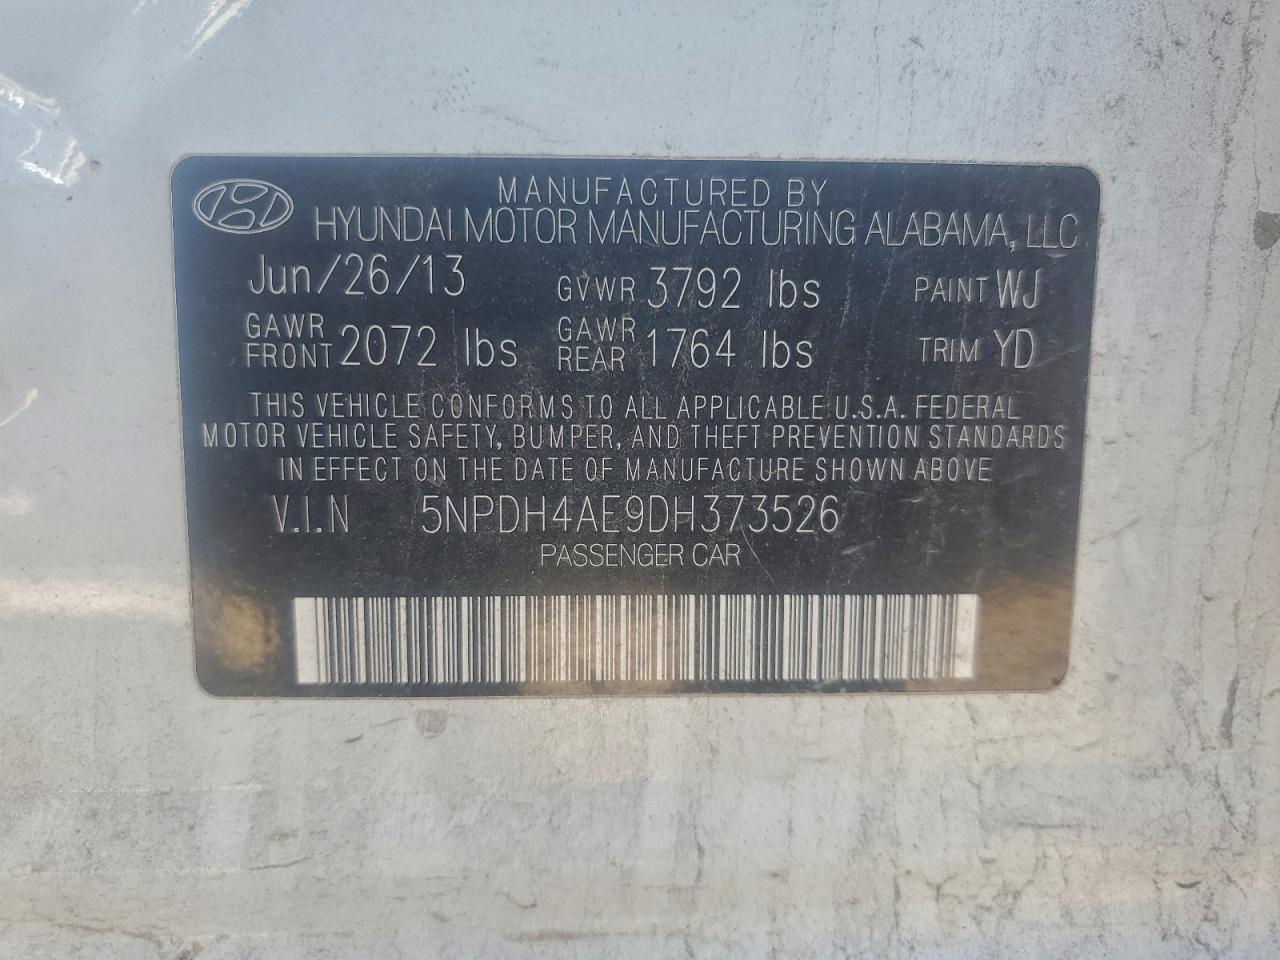 MANUFACTURED BY
HYUNDAI MOTOR MANUFACTURING ALABAMA, LLC
Jun/26/13 GVWR 3792 lbs PAINT WJ
GAWR FRONT 2072 lbs GAWR REAR 1764 lbs TRIM YD
THIS VEHICLE CONFORMS TO ALL APPLICABLE U.S.A. FEDERAL
MOTOR VEHICLE SAFETY, BUMPER, AND THEFT PREVENTION STANDARDS
IN EFFECT ON THE DATE OF MANUFACTURE SHOWN ABOVE
V.I.N 5NPDH4AE9DH373526
PASSENGER CAR